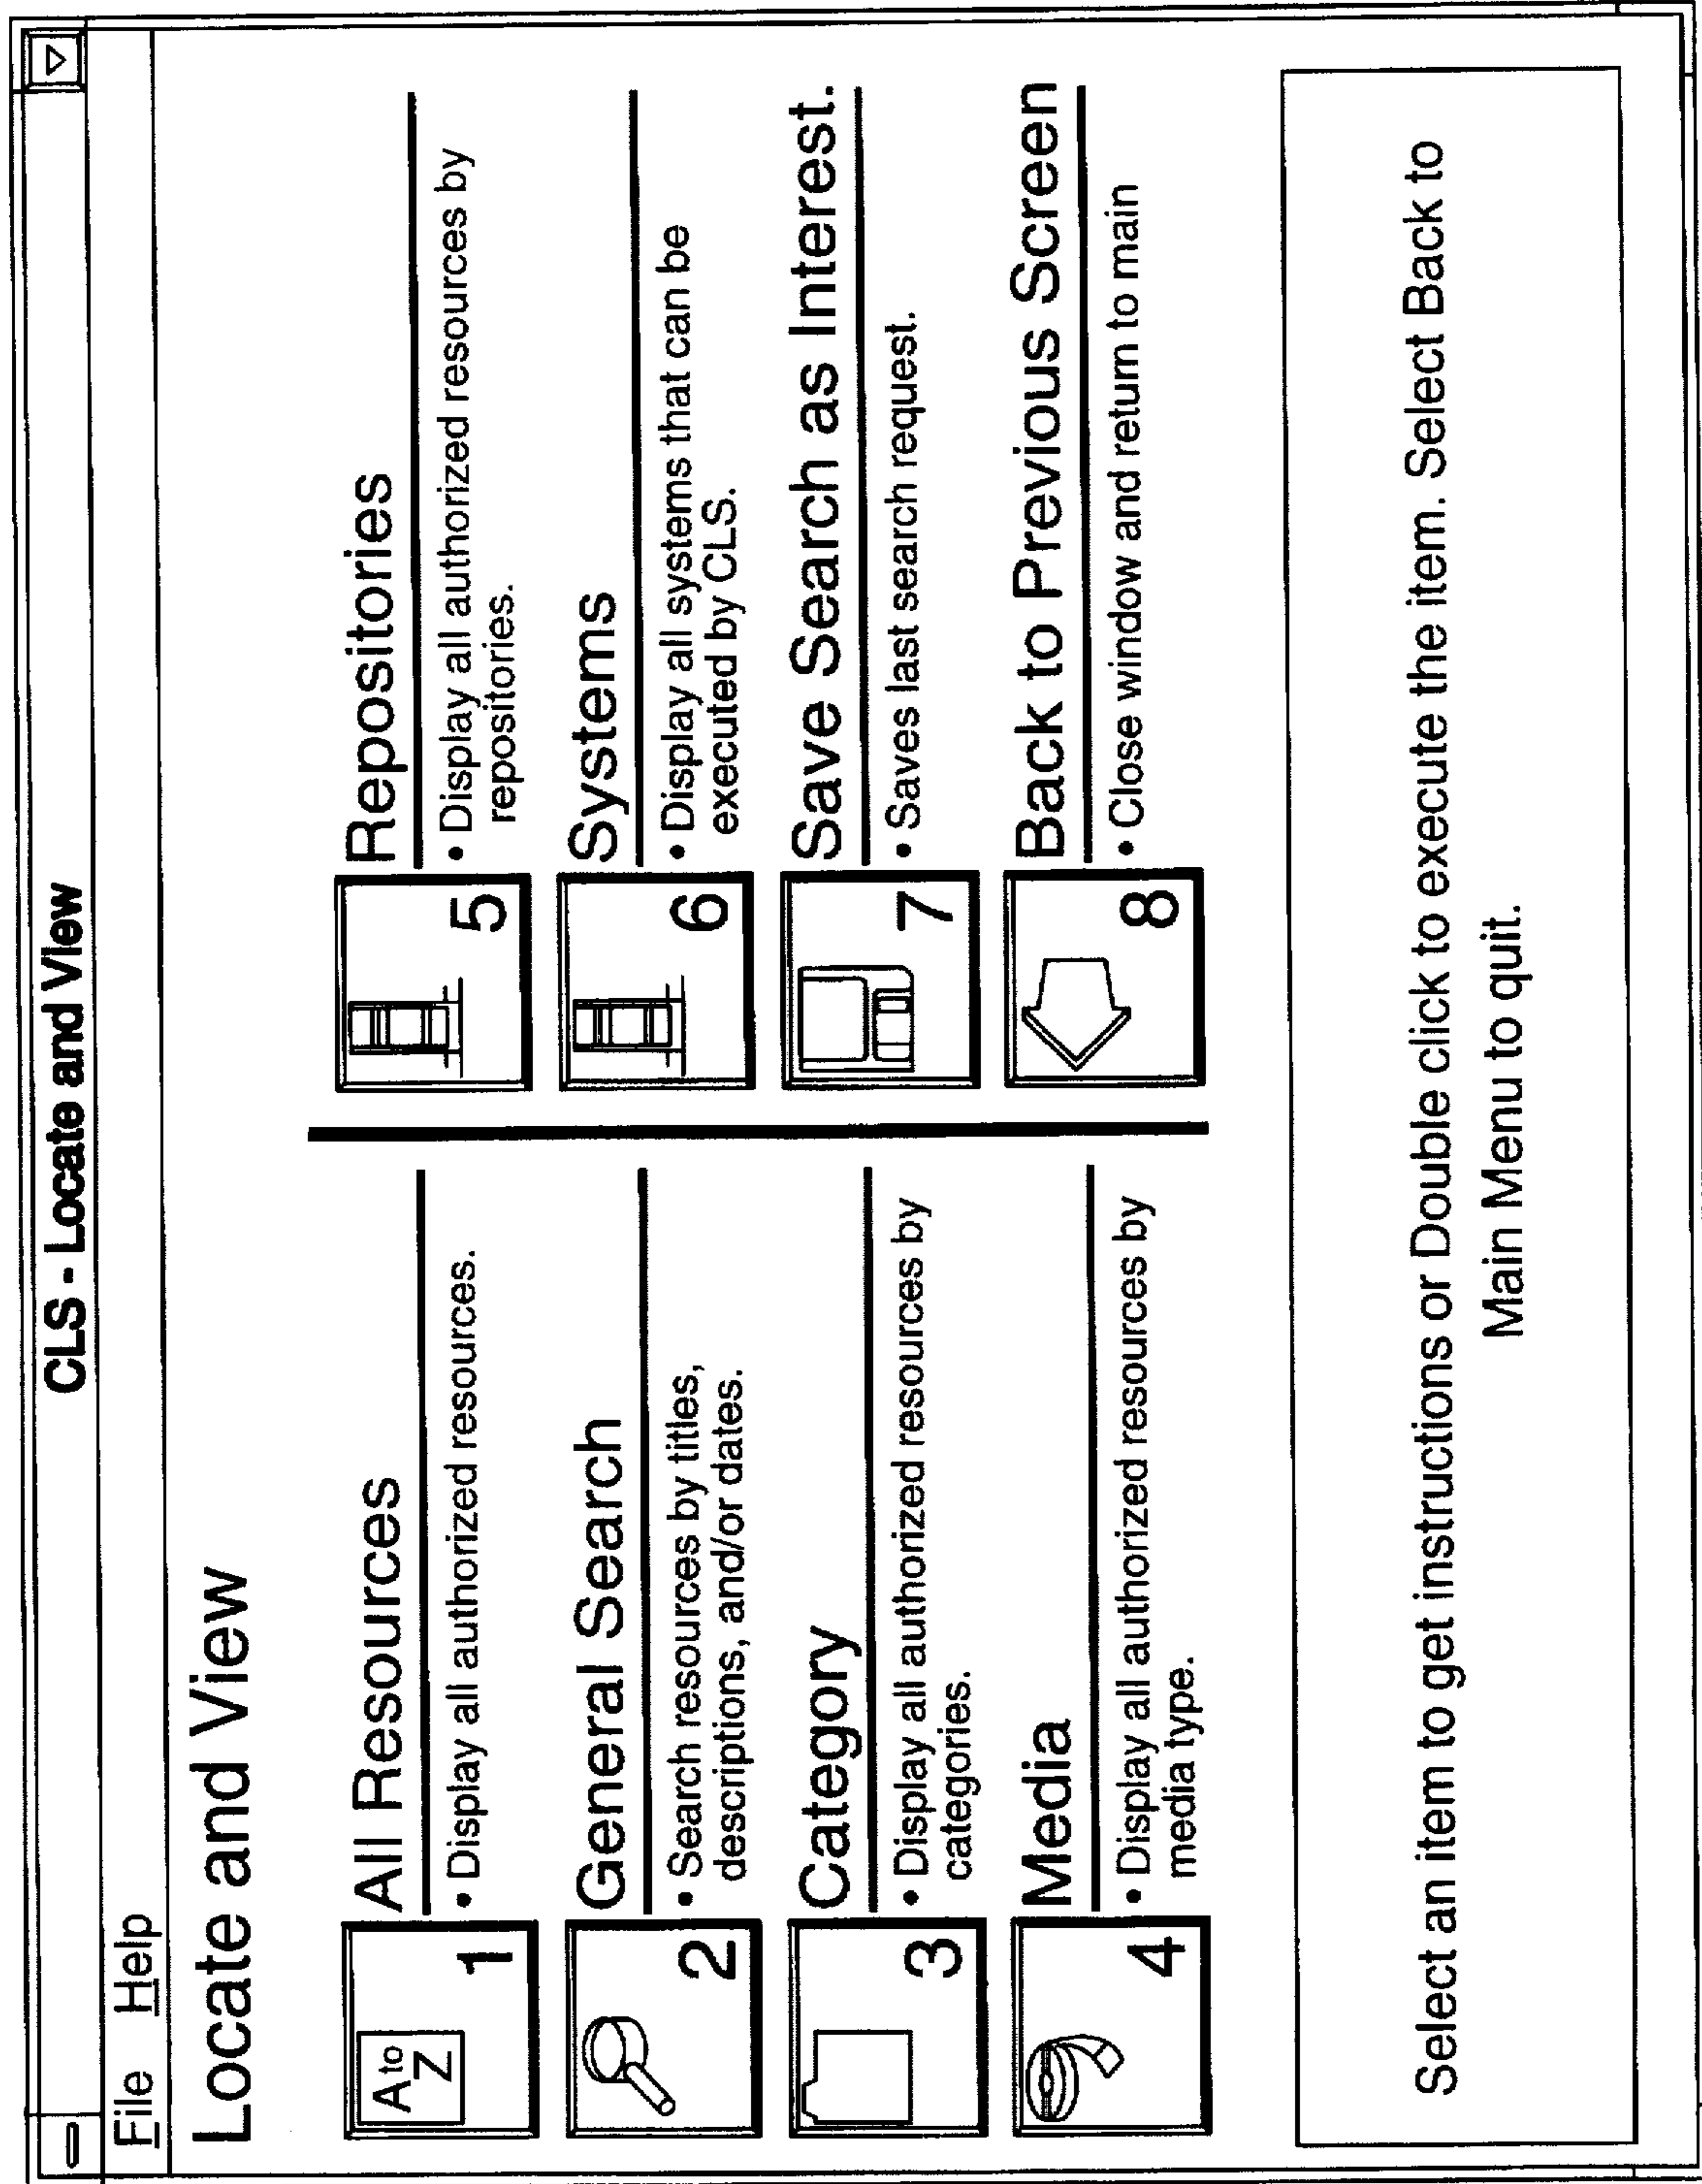 CLS - Locate and View
File Help
Locate and View
A to
Z
1
All Resources
• Display all authorized resources.
2
General Search
• Search resources by titles,
descriptions, and/or dates.
3
Category
• Display all authorized resources by
categories.
4
Media
• Display all authorized resources by
media type.
5
Repositories
• Display all authorized resources by
repositories.
6
Systems
• Display all systems that can be
executed by CLS.
7
Save Search as Interest.
• Saves last search request.
8
Back to Previous Screen
• Close window and return to main
Select an item to get instructions or Double click to execute the item. Select Back to
Main Menu to quit.